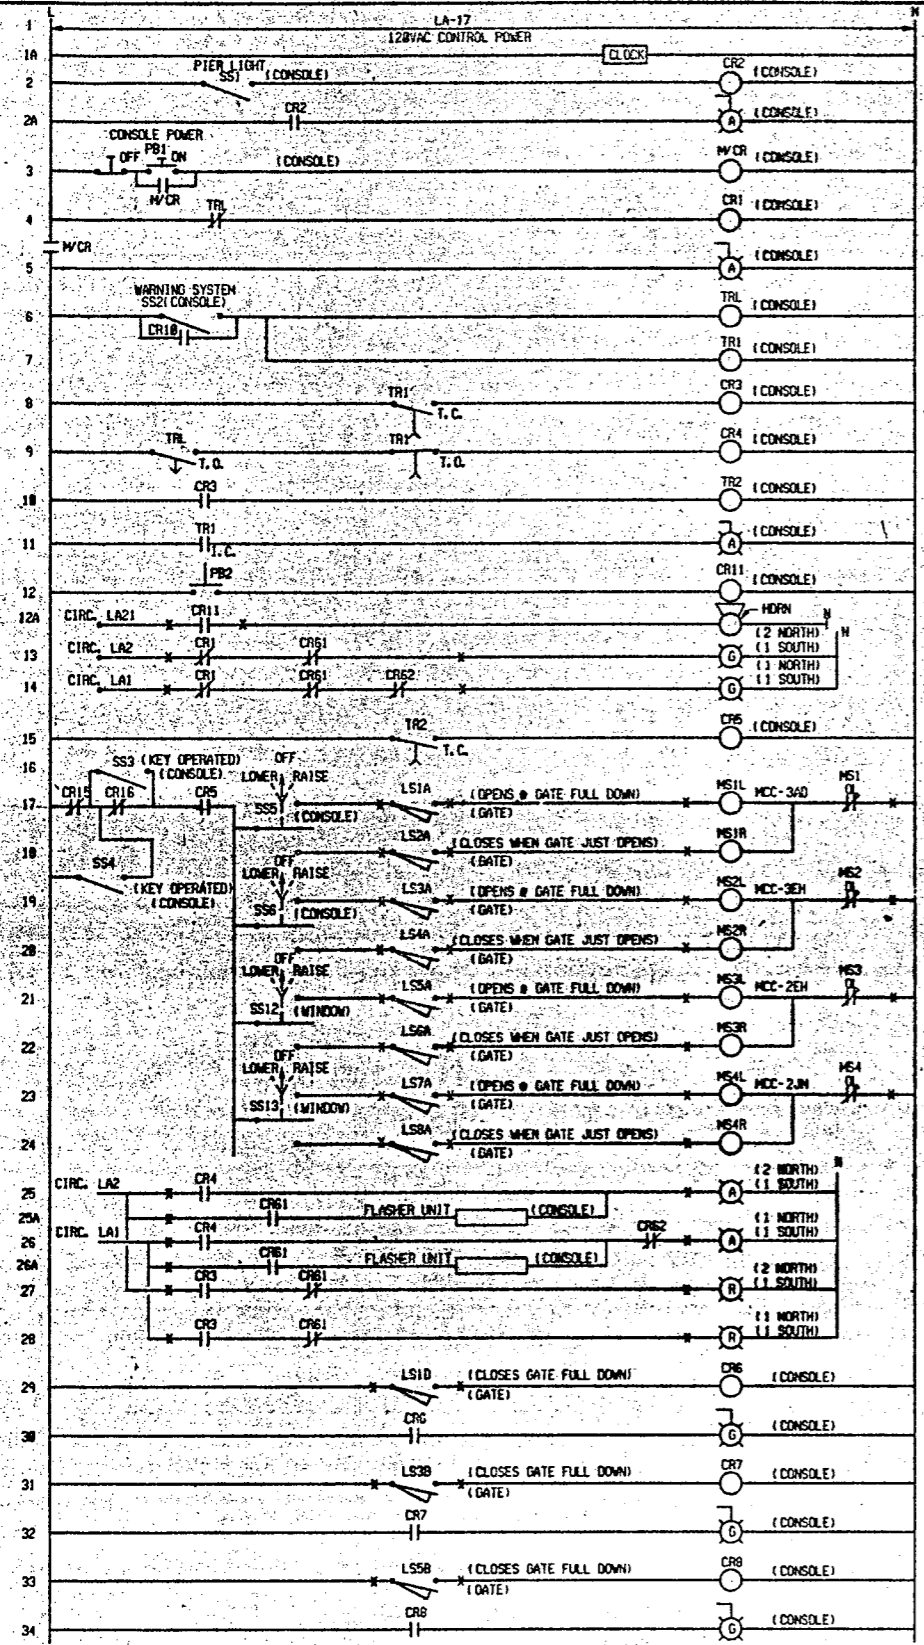 L N
1 LA-17
120VAC CONTROL POWER
1A CLOCK
PIER LIGHT
2 SS1 (CONSOLE) CR2 (CONSOLE)
2A CR2 A (CONSOLE)
CONSOLE POWER
3 OFF PB1 ON (CONSOLE) M/CR (CONSOLE)
M/CR
4 TRL CR1 (CONSOLE)
M/CR
5 A (CONSOLE)
WARNING SYSTEM
SS2(CONSOLE)
6 CR10 TRL (CONSOLE)
7 TR1 (CONSOLE)
8 TR1 T.C. CR3 (CONSOLE)
9 TRL T.O. TR1 T.O. CR4 (CONSOLE)
10 CR3 TR2 (CONSOLE)
11 TR1 I.C. A (CONSOLE)
12 PB2 CR11 (CONSOLE)
12A CIRC. LA21 CR11 HORN N
(2 NORTH) N
13 CIRC. LA2 CR1 CR61 G (1 SOUTH)
(1 NORTH)
14 CIRC. LA1 CR1 CR61 CR62 G (1 SOUTH)
15 TR2 T.C. CR5 (CONSOLE)
16 SS3 (KEY OPERATED)
(CONSOLE)
OFF
LOWER RAISE
17 CR15 CR16 CR5 SS5 (CONSOLE) LS1A (OPENS @ GATE FULL DOWN) (GATE) MS1L MCC-3AD MS1 OL
18 LS2A (CLOSES WHEN GATE JUST OPENS) (GATE) MS1R
SS4 (KEY OPERATED)
(CONSOLE)
OFF
LOWER RAISE
19 SS6 (CONSOLE) LS3A (OPENS @ GATE FULL DOWN) (GATE) MS2L MCC-3EH MS2 OL
20 LS4A (CLOSES WHEN GATE JUST OPENS) (GATE) MS2R
OFF
LOWER RAISE
21 SS12 (WINDOW) LS5A (OPENS @ GATE FULL DOWN) (GATE) MS3L MCC-2EH MS3 OL
22 LS6A (CLOSES WHEN GATE JUST OPENS) (GATE) MS3R
OFF
LOWER RAISE
23 SS13 (WINDOW) LS7A (OPENS @ GATE FULL DOWN) (GATE) MS4L MCC-2JM MS4 OL
24 LS8A (CLOSES WHEN GATE JUST OPENS) (GATE) MS4R
N
(2 NORTH)
25 CIRC. LA2 CR4 A (1 SOUTH)
25A CR61 FLASHER UNIT (CONSOLE)
(1 NORTH)
26 CIRC. LA1 CR4 CR62 A (1 SOUTH)
26A CR61 FLASHER UNIT (CONSOLE)
(2 NORTH)
27 CR3 CR61 R (1 SOUTH)
(1 NORTH)
28 CR3 CR61 R (1 SOUTH)
29 LS1D (CLOSES GATE FULL DOWN) (GATE) CR6 (CONSOLE)
30 CR6 G (CONSOLE)
31 LS3B (CLOSES GATE FULL DOWN) (GATE) CR7 (CONSOLE)
32 CR7 G (CONSOLE)
33 LS5B (CLOSES GATE FULL DOWN) (GATE) CR8 (CONSOLE)
34 CR8 G (CONSOLE)